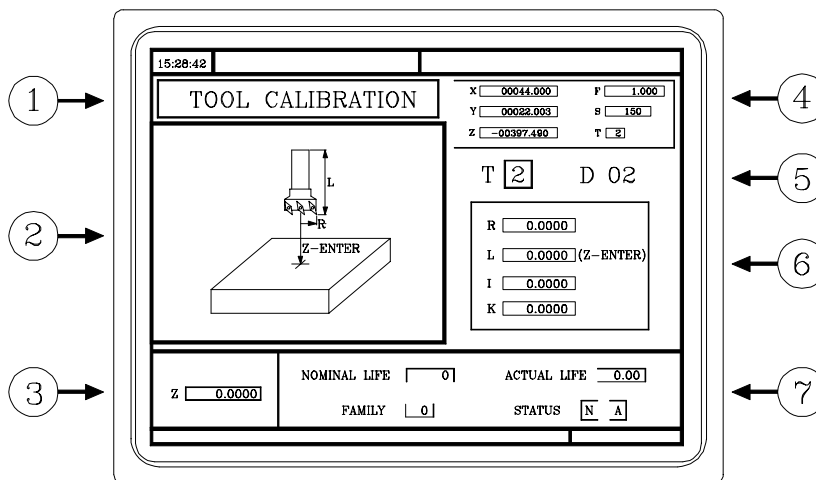 15:28:42
1
TOOL CALIBRATION
X 00044.000 F 1.000
Y 00022.003 S 150
Z -00397.490 T 2
4
T 2 D 02
5
2
L
R
Z-ENTER
R 0.0000
L 0.0000 (Z-ENTER)
I 0.0000
K 0.0000
6
3
Z 0.0000
NOMINAL LIFE 0 ACTUAL LIFE 0.00
FAMILY 0 STATUS N A
7